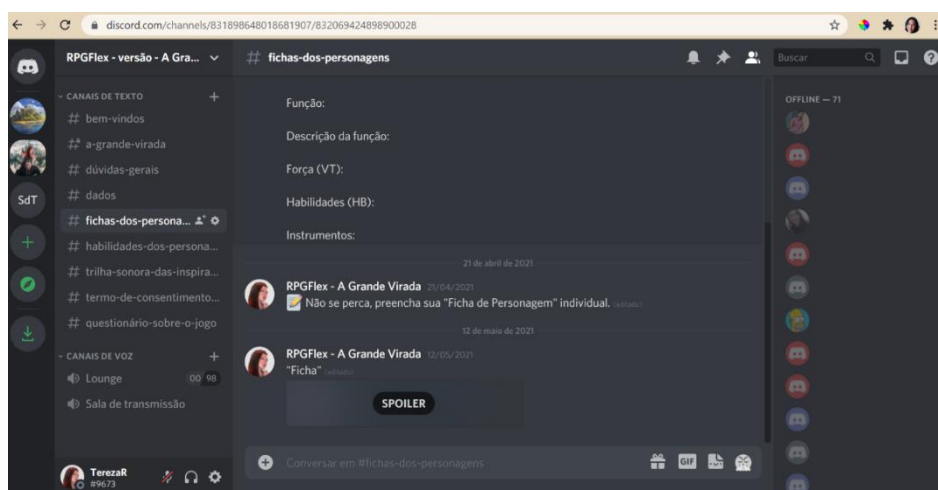 discord.com/channels/831898648018681907/832069424898900028
RPGFlex - versão - A Gra...
# fichas-dos-personagens
Buscar
CANAIS DE TEXTO
# bem-vindos
# a-grande-virada
# dúvidas-gerais
# dados
# fichas-dos-persona...
# habilidades-dos-persona...
# trilha-sonora-das-inspira...
# termo-de-consentimento...
# questionário-sobre-o-jogo
CANAIS DE VOZ
Lounge 00 98
Sala de transmissão
SdT
TerezaR
#9673
Função:
Descrição da função:
Força (VT):
Habilidades (HB):
Instrumentos:
21 de abril de 2021
RPGFlex - A Grande Virada 21/04/2021
Não se perca, preencha sua "Ficha de Personagem" individual. (editado)
12 de maio de 2021
RPGFlex - A Grande Virada 12/05/2021
"Ficha" (editado)
SPOILER
Conversar em #fichas-dos-personagens
GIF
OFFLINE — 71